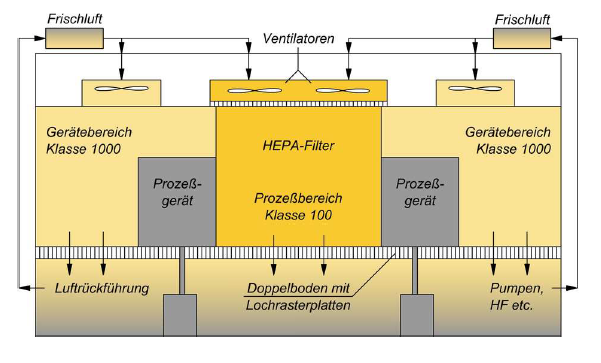 Frischluft
Frischluft
Ventilatoren
Gerätebereich
Klasse 1000
HEPA-Filter
Gerätebereich
Klasse 1000
Prozeß-
gerät
Prozeßbereich
Klasse 100
Prozeß-
gerät
Luftrückführung
Doppelboden mit
Lochrasterplatten
Pumpen,
HF etc.